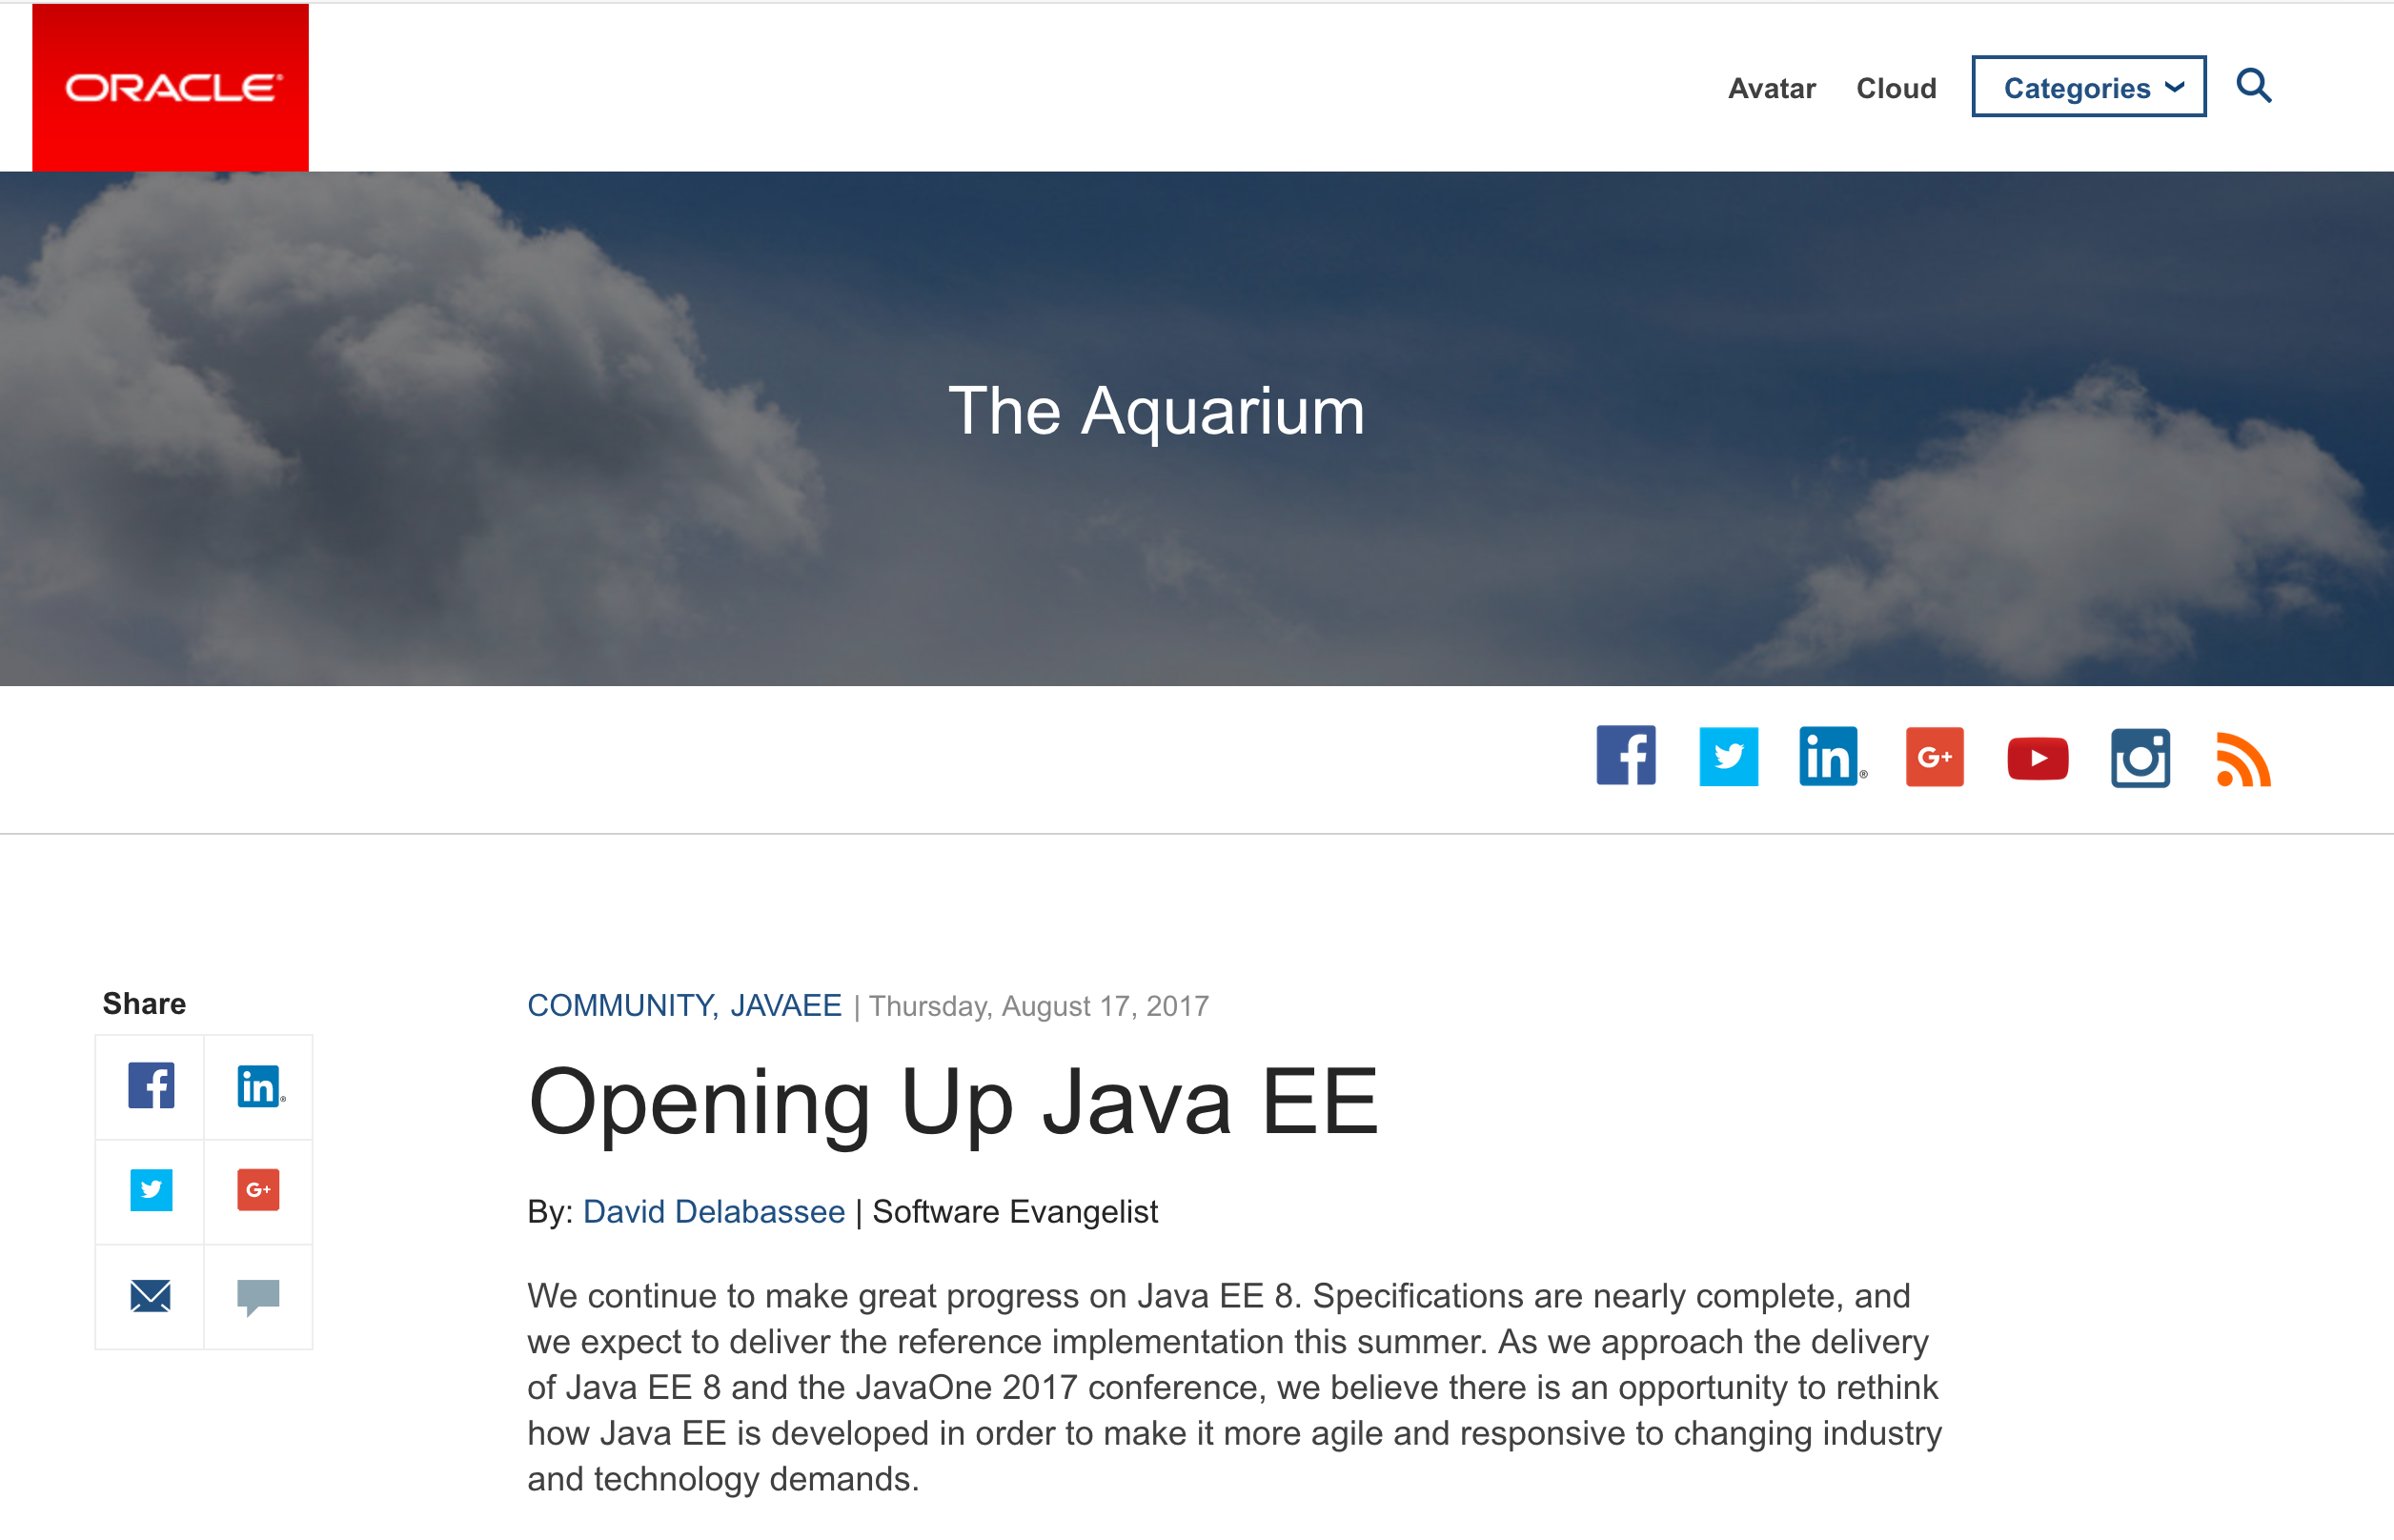 ORACLE®
Avatar Cloud Categories
The Aquarium
in®
G+
Share
COMMUNITY, JAVAEE | Thursday, August 17, 2017
Opening Up Java EE
in®
By: David Delabassee | Software Evangelist
G+
We continue to make great progress on Java EE 8. Specifications are nearly complete, and
we expect to deliver the reference implementation this summer. As we approach the delivery
of Java EE 8 and the JavaOne 2017 conference, we believe there is an opportunity to rethink
how Java EE is developed in order to make it more agile and responsive to changing industry
and technology demands.